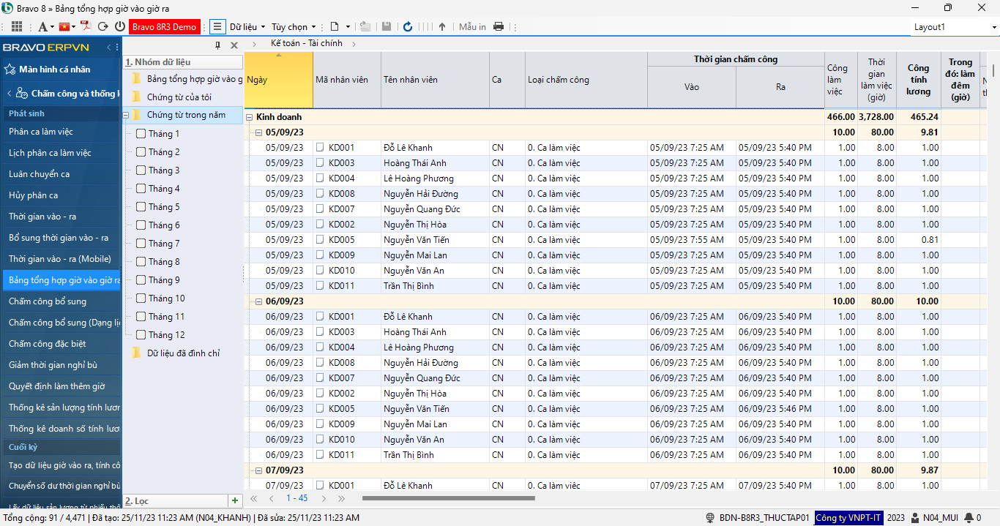 Bravo 8 » Bảng tổng hợp giờ vào giờ ra
Bravo 8R3 Demo
Dữ liệu
Tùy chọn
Mẫu in
Layout1
BRAVO ERPVN
Màn hình cá nhân
Chấm công và thống k
Phát sinh
Phân ca làm việc
Lịch phân ca làm việc
Luân chuyển ca
Hủy phân ca
Thời gian vào - ra
Bổ sung thời gian vào - ra
Thời gian vào - ra (Mobile)
Bảng tổng hợp giờ vào giờ ra
Chấm công bổ sung
Chấm công bổ sung (Dạng lị
Chấm công đặc biệt
Giảm thời gian nghỉ bù
Quyết định làm thêm giờ
Thống kê sản lượng tính lươn
Thống kê doanh số tính lươ
Cuối kỳ
Tạo dữ liệu giờ vào ra, tính cô
Chuyển số dư thời gian nghỉ bù
Lấy dữ liệu sản lượng từ phiếu thố
1. Nhóm dữ liệu
Bảng tổng hợp giờ vào g
Chứng từ của tôi
Chứng từ trong năm
Tháng 1
Tháng 2
Tháng 3
Tháng 4
Tháng 5
Tháng 6
Tháng 7
Tháng 8
Tháng 9
Tháng 10
Tháng 11
Tháng 12
Dữ liệu đã đình chỉ
2. Lọc
Kế toán - Tài chính
Ngày Mã nhân viên Tên nhân viên Ca Loại chấm công Thời gian chấm công Vào Ra Công làm việc Thời gian làm việc (giờ) Công tính lương Trong đó: làm đêm (giờ)
Kinh doanh 466.00 3,728.00 465.24
05/09/23 10.00 80.00 9.81
05/09/23 KD001 Đỗ Lê Khanh CN 0. Ca làm việc 05/09/23 7:25 AM 05/09/23 5:40 PM 1.00 8.00 1.00
05/09/23 KD003 Hoàng Thái Anh CN 0. Ca làm việc 05/09/23 7:25 AM 05/09/23 5:40 PM 1.00 8.00 1.00
05/09/23 KD004 Lê Hoàng Phương CN 0. Ca làm việc 05/09/23 7:25 AM 05/09/23 5:40 PM 1.00 8.00 1.00
05/09/23 KD008 Nguyễn Hải Đường CN 0. Ca làm việc 05/09/23 7:25 AM 05/09/23 5:40 PM 1.00 8.00 1.00
05/09/23 KD007 Nguyễn Quang Đức CN 0. Ca làm việc 05/09/23 7:25 AM 05/09/23 5:40 PM 1.00 8.00 1.00
05/09/23 KD002 Nguyễn Thị Hòa CN 0. Ca làm việc 05/09/23 7:25 AM 05/09/23 5:40 PM 1.00 8.00 1.00
05/09/23 KD005 Nguyễn Văn Tiến CN 0. Ca làm việc 05/09/23 7:55 AM 05/09/23 5:40 PM 1.00 8.00 0.81
05/09/23 KD009 Nguyễn Mai Lan CN 0. Ca làm việc 05/09/23 7:25 AM 05/09/23 5:40 PM 1.00 8.00 1.00
05/09/23 KD010 Nguyễn Văn An CN 0. Ca làm việc 05/09/23 7:25 AM 05/09/23 5:40 PM 1.00 8.00 1.00
05/09/23 KD011 Trần Thị Bình CN 0. Ca làm việc 05/09/23 7:25 AM 05/09/23 5:40 PM 1.00 8.00 1.00
06/09/23 10.00 80.00 10.00
06/09/23 KD001 Đỗ Lê Khanh CN 0. Ca làm việc 06/09/23 7:25 AM 06/09/23 5:40 PM 1.00 8.00 1.00
06/09/23 KD003 Hoàng Thái Anh CN 0. Ca làm việc 06/09/23 7:25 AM 06/09/23 5:40 PM 1.00 8.00 1.00
06/09/23 KD004 Lê Hoàng Phương CN 0. Ca làm việc 06/09/23 7:25 AM 06/09/23 5:40 PM 1.00 8.00 1.00
06/09/23 KD008 Nguyễn Hải Đường CN 0. Ca làm việc 06/09/23 7:25 AM 06/09/23 5:40 PM 1.00 8.00 1.00
06/09/23 KD007 Nguyễn Quang Đức CN 0. Ca làm việc 06/09/23 7:25 AM 06/09/23 5:40 PM 1.00 8.00 1.00
06/09/23 KD002 Nguyễn Thị Hòa CN 0. Ca làm việc 06/09/23 7:25 AM 06/09/23 5:40 PM 1.00 8.00 1.00
06/09/23 KD005 Nguyễn Văn Tiến CN 0. Ca làm việc 06/09/23 7:25 AM 06/09/23 5:46 PM 1.00 8.00 1.00
06/09/23 KD009 Nguyễn Mai Lan CN 0. Ca làm việc 06/09/23 7:25 AM 06/09/23 5:40 PM 1.00 8.00 1.00
06/09/23 KD010 Nguyễn Văn An CN 0. Ca làm việc 06/09/23 7:25 AM 06/09/23 5:40 PM 1.00 8.00 1.00
06/09/23 KD011 Trần Thị Bình CN 0. Ca làm việc 06/09/23 7:25 AM 06/09/23 5:40 PM 1.00 8.00 1.00
07/09/23 10.00 80.00 9.87
07/09/23 KD001 Đỗ Lê Khanh CN 0. Ca làm việc 07/09/23 7:25 AM 07/09/23 5:40 PM 1.00 8.00 1.00
1 - 45
Tổng cộng: 91 / 4,471 | Đã tạo: 25/11/23 11:23 AM (N04_KHANH) | Đã sửa: 25/11/23 11:23 AM
BDN-B8R3_THUCTAP01 Công ty VNPT-IT 2023 N04_MUI 0